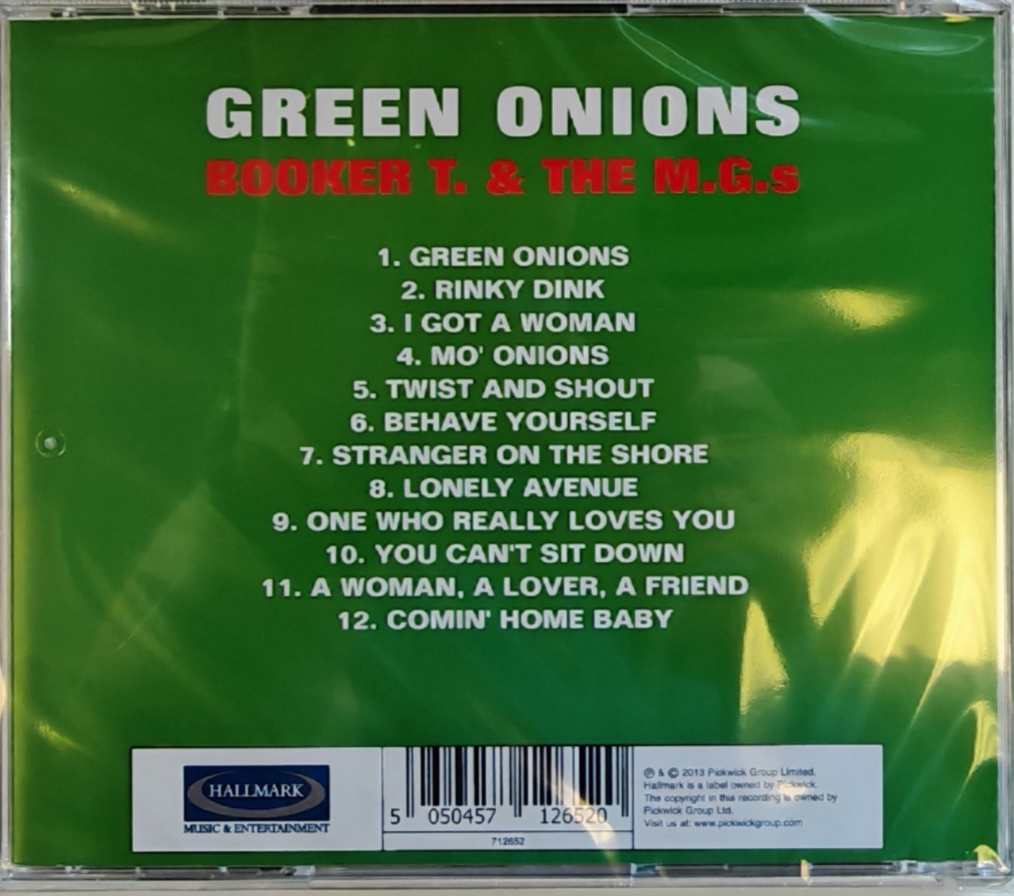 GREEN ONIONS
BOOKER T. & THE M.G.s
1. GREEN ONIONS
2. RINKY DINK
3. I GOT A WOMAN
4. MO' ONIONS
5. TWIST AND SHOUT
6. BEHAVE YOURSELF
7. STRANGER ON THE SHORE
8. LONELY AVENUE
9. ONE WHO REALLY LOVES YOU
10. YOU CAN'T SIT DOWN
11. A WOMAN, A LOVER, A FRIEND
12. COMIN' HOME BABY
HALLMARK
MUSIC & ENTERTAINMENT
5 050457 126520
712652
℗ & © 2013 Pickwick Group Limited.
Hallmark is a label owned by Pickwick.
The copyright in this recording is owned by
Pickwick Group Ltd.
Visit us at: www.pickwickgroup.com